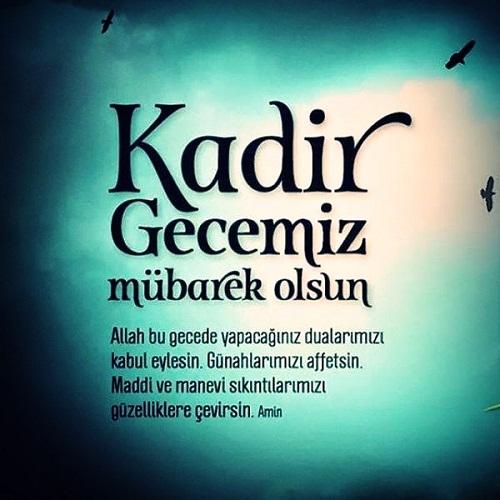 Kadir
Gecemiz
mübarek olsun
Allah bu gecede yapacağınız dualarımızı
kabul eylesin. Günahlarımızı affetsin.
Maddi ve manevi sıkıntılarımızı
güzelliklere çevirsin. Amin